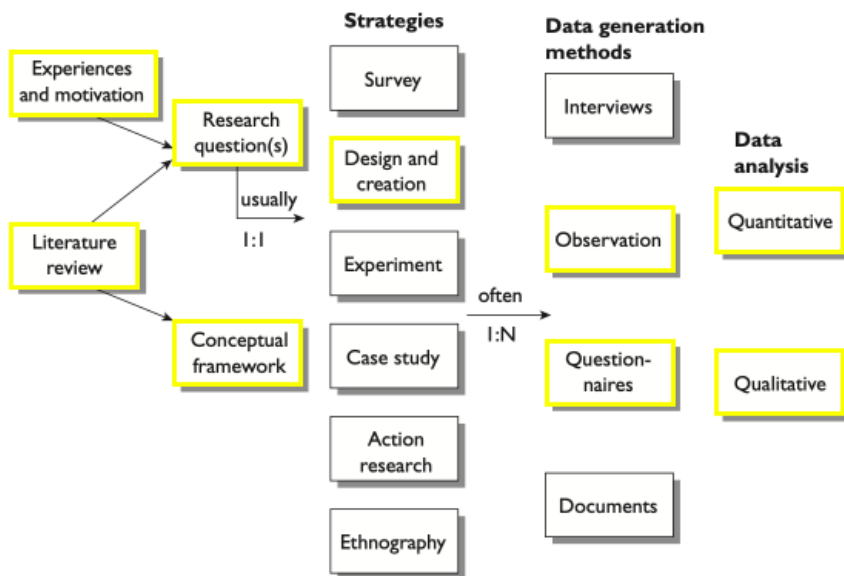 Experiences
and motivation
Literature
review
Research
question(s)
usually
1:1
Conceptual
framework
Strategies
Survey
Design and
creation
Experiment
Case study
Action
research
Ethnography
often
1:N
Data generation
methods
Interviews
Observation
Question-
naires
Documents
Data
analysis
Quantitative
Qualitative